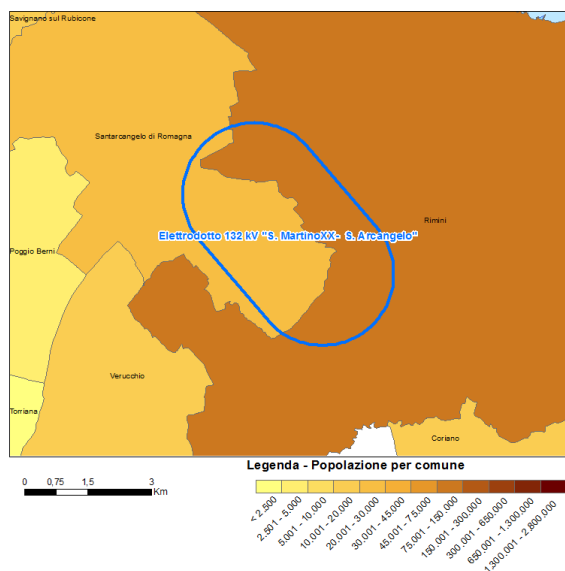 Savignano sul Rubicone
Santarcangelo di Romagna
Rimini
Elettrodotto 132 kV "S. MartinoXX - S. Arcangelo"
Poggio Berni
Verucchio
Torriana
Coriano
Legenda - Popolazione per comune
0 0,75 1,5 3
Km
< 2.500
2.501 - 5.000
5.001 - 10.000
10.001 - 20.000
20.001 - 30.000
30.001 - 45.000
45.001 - 75.000
75.001 - 150.000
150.001 - 300.000
300.001 - 650.000
650.001 - 1.300.000
1.300.001 - 2.800.000